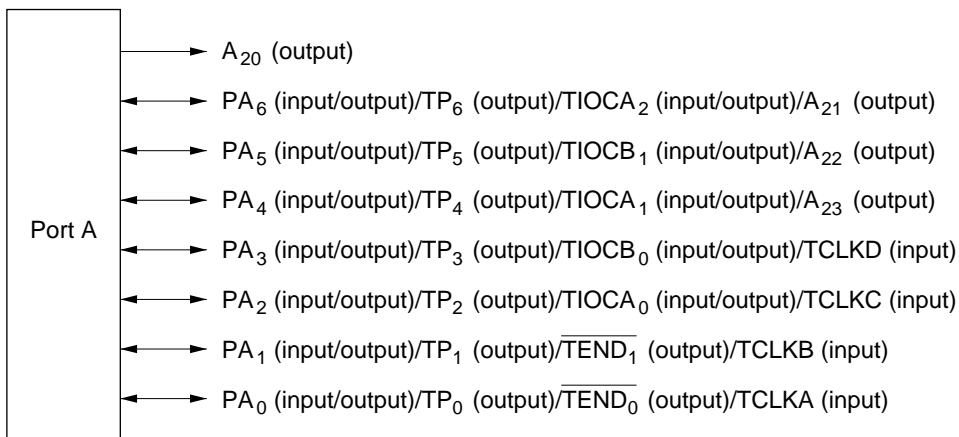 A20 (output)
PA6 (input/output)/TP6 (output)/TIOCA2 (input/output)/A21 (output)
PA5 (input/output)/TP5 (output)/TIOCB1 (input/output)/A22 (output)
PA4 (input/output)/TP4 (output)/TIOCA1 (input/output)/A23 (output)
Port A
PA3 (input/output)/TP3 (output)/TIOCB0 (input/output)/TCLKD (input)
PA2 (input/output)/TP2 (output)/TIOCA0 (input/output)/TCLKC (input)
PA1 (input/output)/TP1 (output)/T̅E̅N̅D̅1̅ (output)/TCLKB (input)
PA0 (input/output)/TP0 (output)/T̅E̅N̅D̅0̅ (output)/TCLKA (input)